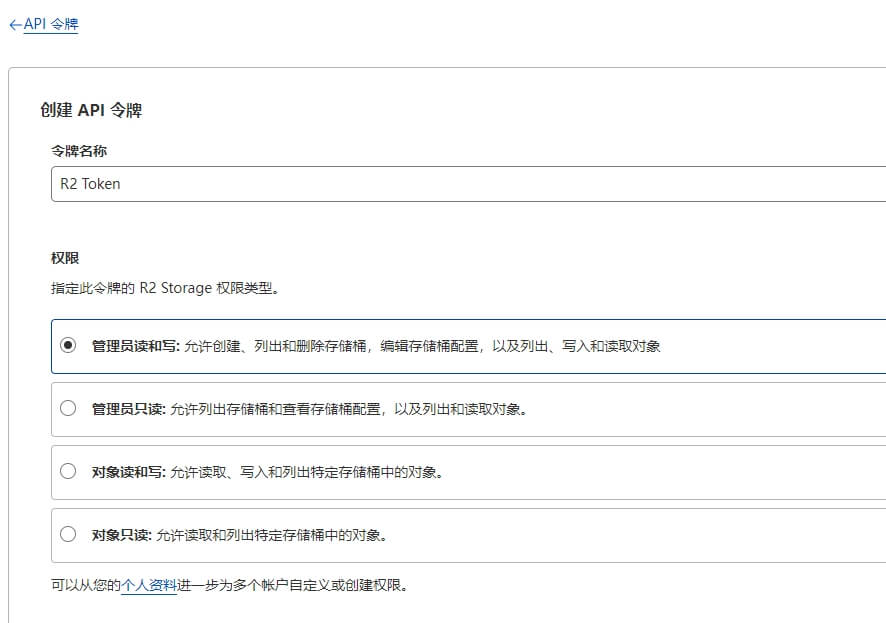 ←API 令牌
创建 API 令牌
令牌名称
R2 Token
权限
指定此令牌的 R2 Storage 权限类型。
管理员读和写: 允许创建、列出和删除存储桶，编辑存储桶配置，以及列出、写入和读取对象
管理员只读: 允许列出存储桶和查看存储桶配置，以及列出和读取对象。
对象读和写: 允许读取、写入和列出特定存储桶中的对象。
对象只读: 允许读取和列出特定存储桶中的对象。
可以从您的个人资料进一步为多个帐户自定义或创建权限。